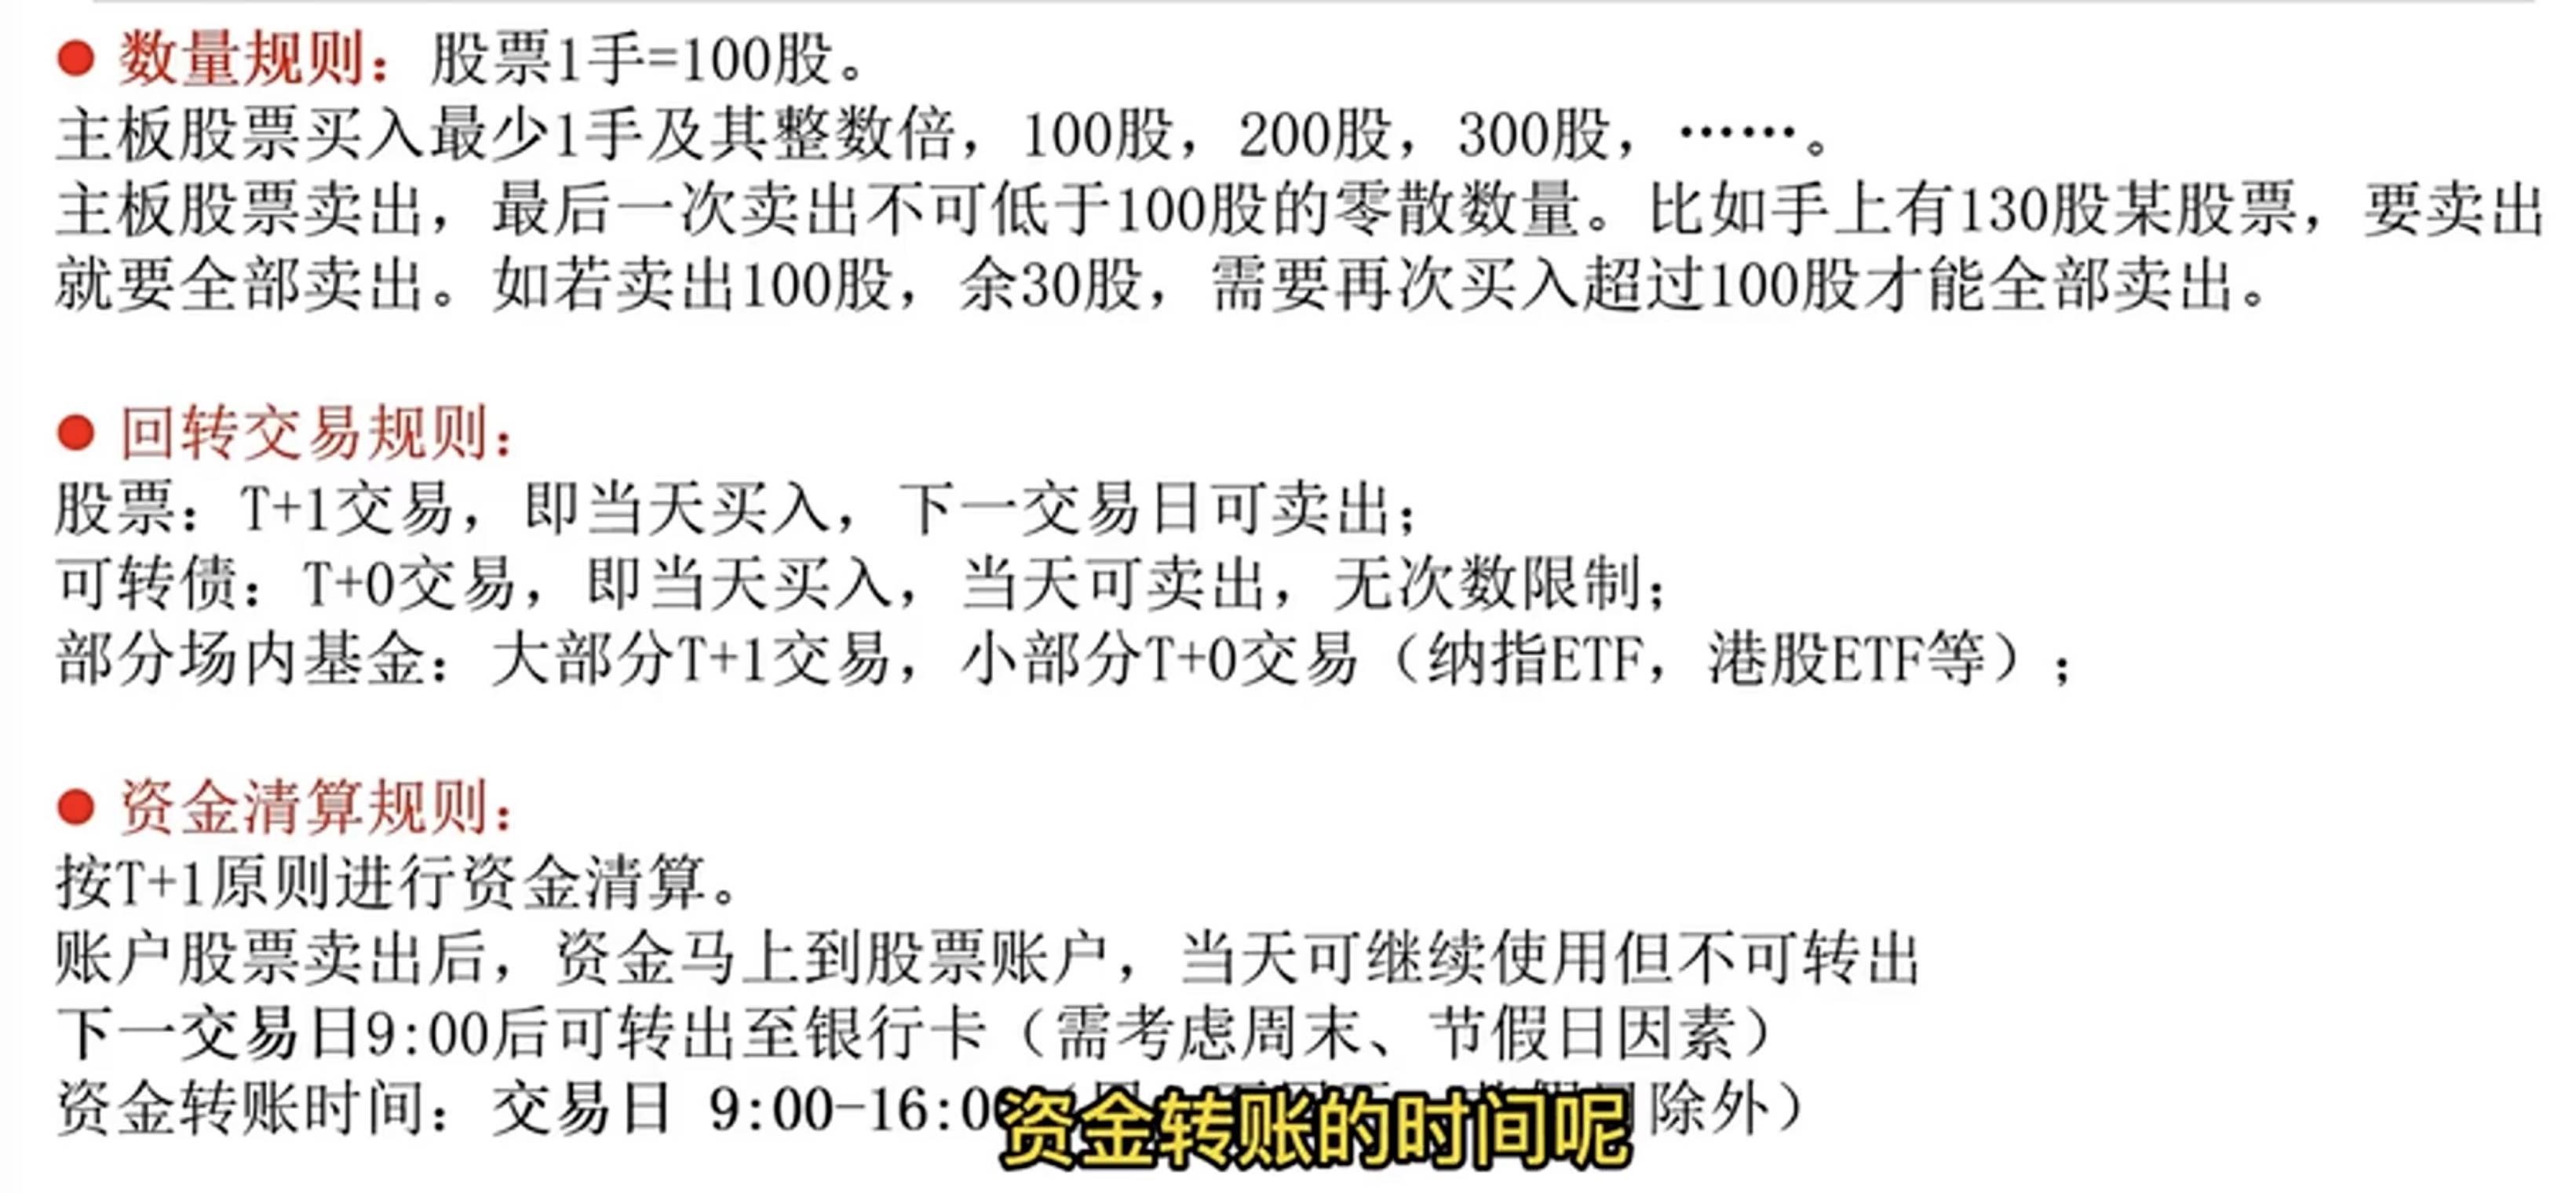 ● 数量规则：股票1手=100股。
主板股票买入最少1手及其整数倍，100股，200股，300股，……。
主板股票卖出，最后一次卖出不可低于100股的零散数量。比如手上有130股某股票，要卖出
就要全部卖出。如若卖出100股，余30股，需要再次买入超过100股才能全部卖出。
● 回转交易规则：
股票：T+1交易，即当天买入，下一交易日可卖出；
可转债：T+0交易，即当天买入，当天可卖出，无次数限制；
部分场内基金：大部分T+1交易，小部分T+0交易（纳指ETF，港股ETF等）；
● 资金清算规则：
按T+1原则进行资金清算。
账户股票卖出后，资金马上到股票账户，当天可继续使用但不可转出
下一交易日9:00后可转出至银行卡（需考虑周末、节假日因素）
资金转账时间：交易日 9:00-16:00 除外）
资金转账的时间呢